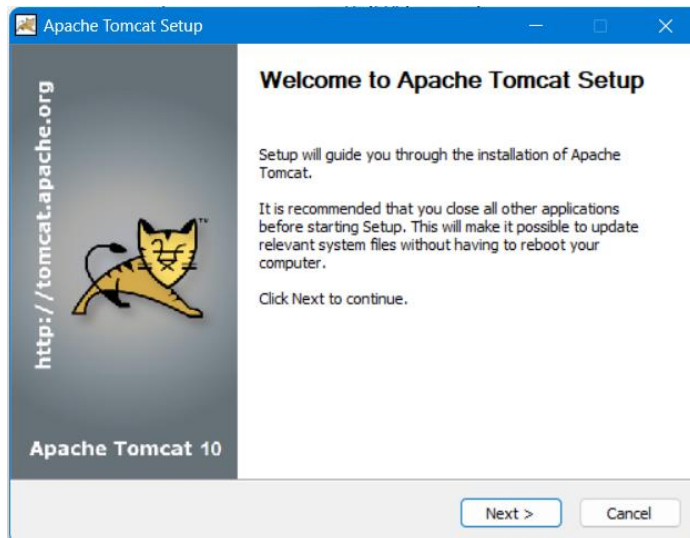 Apache Tomcat Setup
http://tomcat.apache.org
TM
Apache Tomcat 10
Welcome to Apache Tomcat Setup
Setup will guide you through the installation of Apache
Tomcat.
It is recommended that you close all other applications
before starting Setup. This will make it possible to update
relevant system files without having to reboot your
computer.
Click Next to continue.
Next >
Cancel